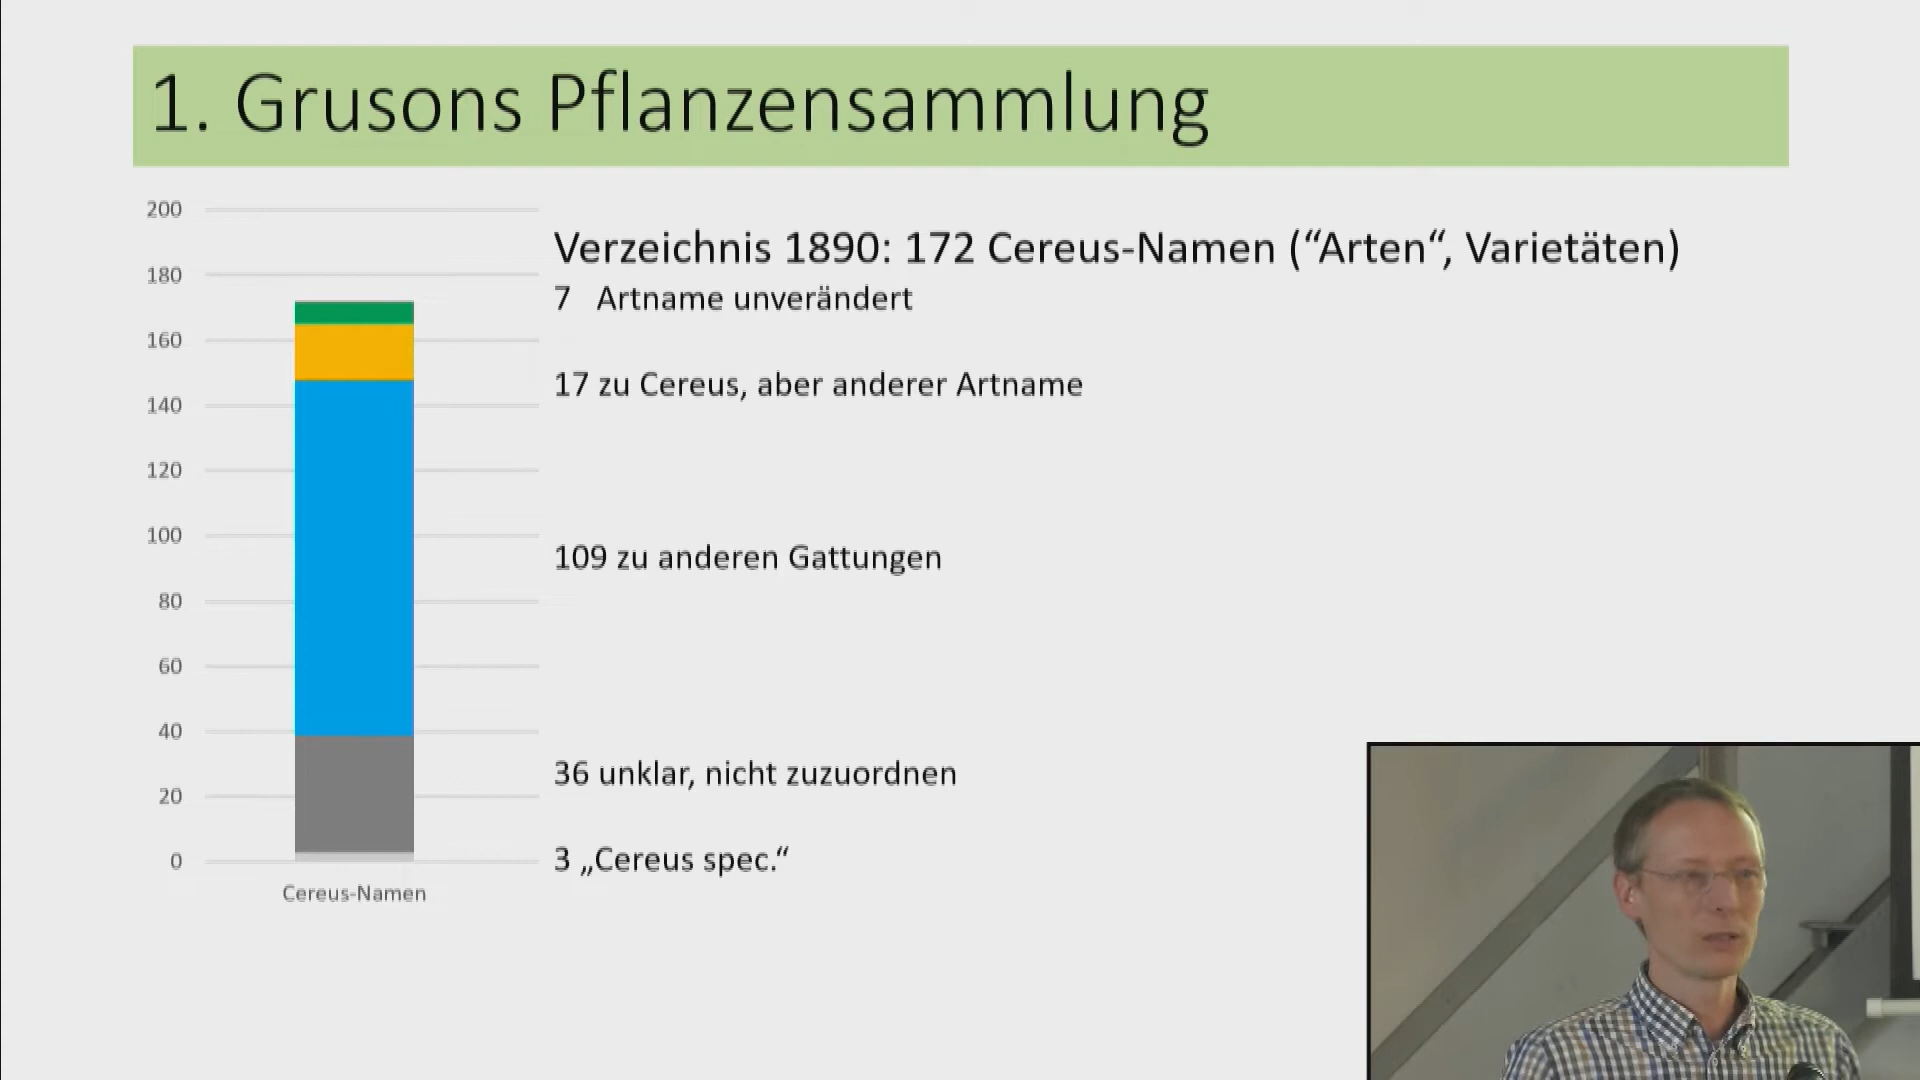 1. Grusons Pflanzensammlung
200
180
160
140
120
100
80
60
40
20
0
Cereus-Namen
Verzeichnis 1890: 172 Cereus-Namen (“Arten“, Varietäten)
7 Artname unverändert
17 zu Cereus, aber anderer Artname
109 zu anderen Gattungen
36 unklar, nicht zuzuordnen
3 „Cereus spec.“